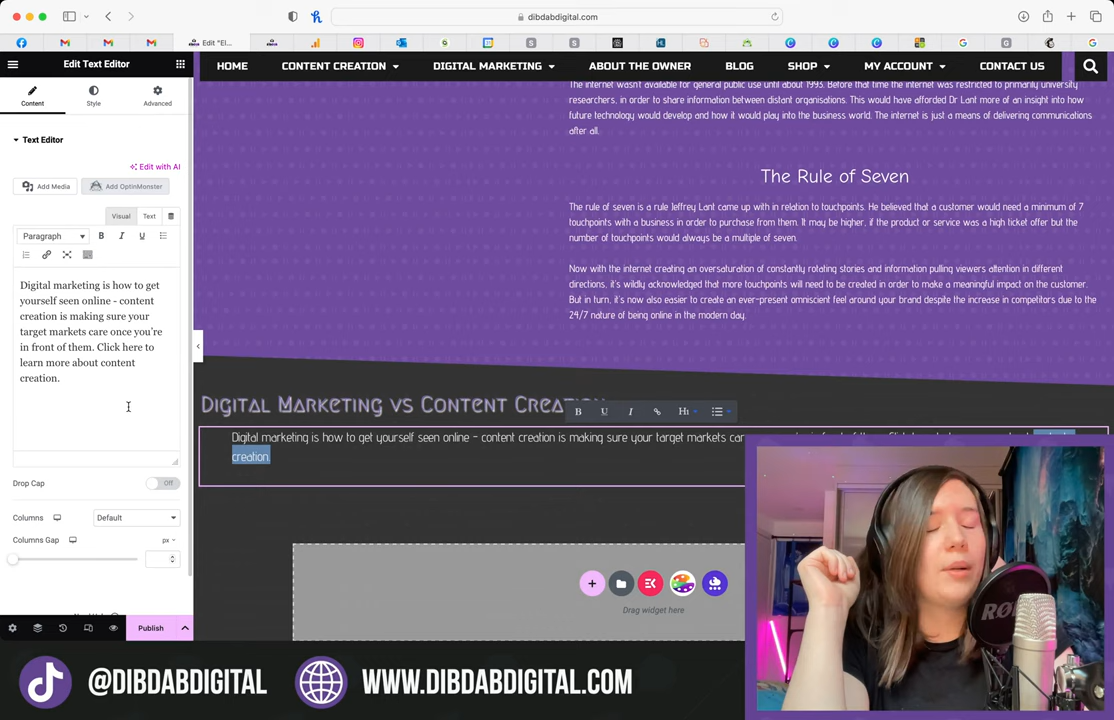 dibdabdigital.com
Edit "El...
Edit Text Editor
HOME CONTENT CREATION DIGITAL MARKETING ABOUT THE OWNER BLOG SHOP MY ACCOUNT CONTACT US
Content Style Advanced
Text Editor
Edit with AI
Add Media Add OptinMonster
Visual Text
Paragraph B I U
Digital marketing is how to get
yourself seen online - content
creation is making sure your
target markets care once you're
in front of them. Click here to
learn more about content
creation.
Drop Cap Off
Columns Default
Columns Gap px
Publish
The internet wasn't available for general public use until about 1993. Before that time the internet was restricted to primarily university
researchers, in order to share information between distant organisations. This would have afforded Dr Lant more of an insight into how
future technology would develop and how it would play into the business world. The internet is just a means of delivering communications
after all.
The Rule of Seven
The rule of seven is a rule Jeffrey Lant came up with in relation to touchpoints. He believed that a customer would need a minimum of 7
touchpoints with a business in order to purchase from them. It may be higher, if the product or service was a high ticket offer but the
number of touchpoints would always be a multiple of seven.
Now with the internet creating an oversaturation of constantly rotating stories and information pulling viewers attention in different
directions, it's wildly acknowledged that more touchpoints will need to be created in order to make a meaningful impact on the customer.
But in turn, it's now also easier to create an ever-present omniscient feel around your brand despite the increase in competitors due to the
24/7 nature of being online in the modern day.
Digital Marketing vs Content Creation
B U I H1
Digital marketing is how to get yourself seen online - content creation is making sure your target markets car
creation.
Drag widget here
RØDE
@DIBDABDIGITAL WWW.DIBDABDIGITAL.COM